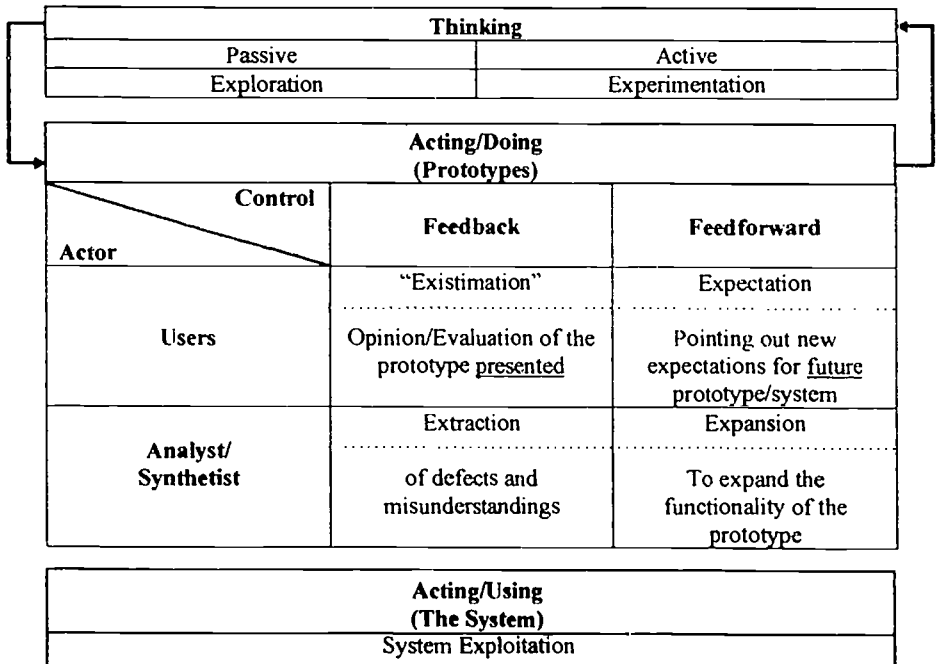 Thinking
Passive Active
Exploration Experimentation
Acting/Doing
(Prototypes)
Control
Actor
Feedback Feedforward
Users
“Existimation” Expectation
Opinion/Evaluation of the Pointing out new
prototype presented expectations for future
prototype/system
Analyst/
Synthetist
Extraction Expansion
of defects and To expand the
misunderstandings functionality of the
prototype
Acting/Using
(The System)
System Exploitation